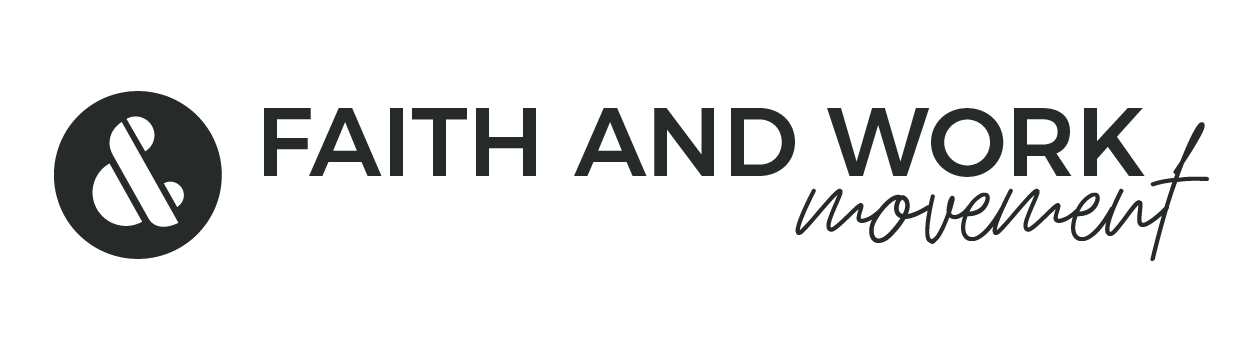 & FAITH AND WORK
movement